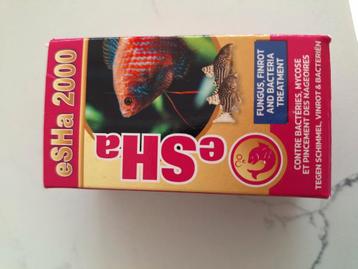 eSHa 2000
eSHa
FUNGUS, FINROT
AND BACTERIA
TREATMENT
CONTRE BACTÉRIES, MYCOSE
ET PINCEMENT DES NAGEOIRES
TEGEN SCHIMMEL, VINROT & BACTERIËN